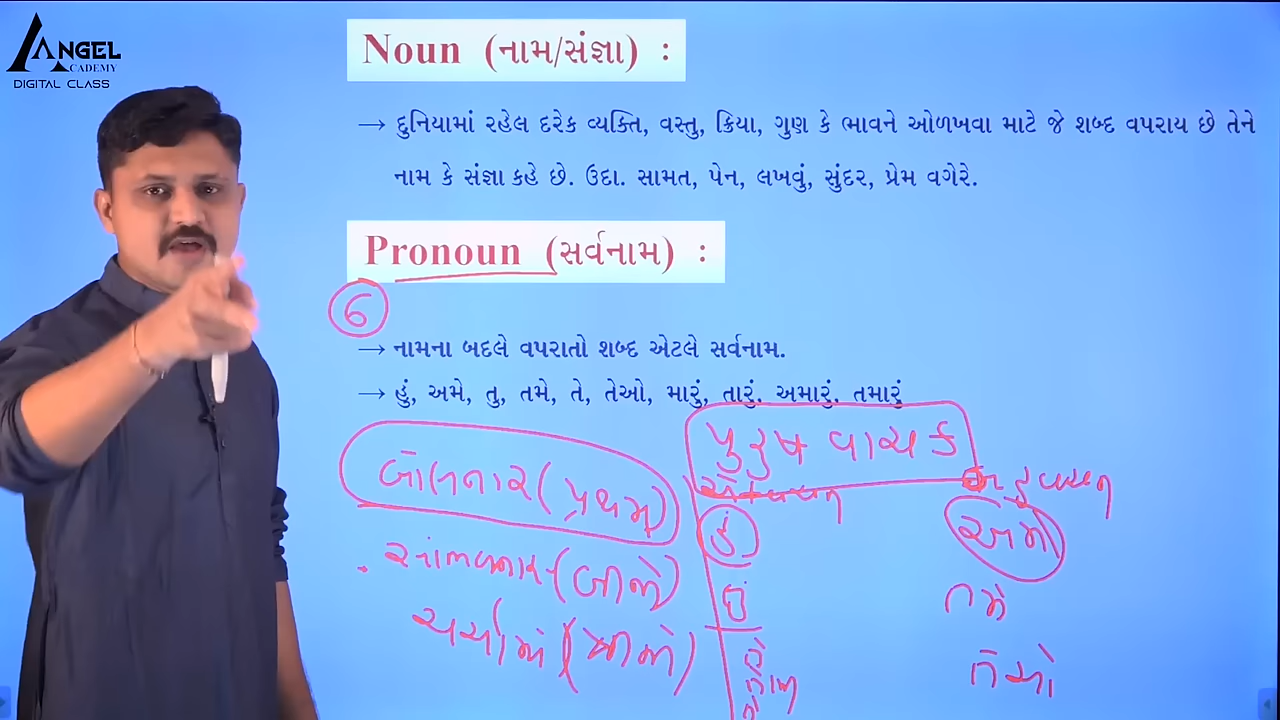 ANGEL
ACADEMY
DIGITAL CLASS
Noun (નામ/સંજ્ઞા) :
→ દુનિયામાં રહેલ દરેક વ્યક્તિ, વસ્તુ, ક્રિયા, ગુણ કે ભાવને ઓળખવા માટે જે શબ્દ વપરાય છે તેને
નામ કે સંજ્ઞા કહે છે. ઉદા. સામત, પેન, લખવું, સુંદર, પ્રેમ વગેરે.
Pronoun (સર્વનામ) :
→ નામના બદલે વપરાતો શબ્દ એટલે સર્વનામ.
→ હું, અમે, તુ, તમે, તે, તેઓ, મારું, તારું, અમારું, તમારું
પુરુષ વાચક
બોલનાર (પ્રથમ) એકવચન બહુવચન
હું અમે
સાંભળનાર (બીજો) તું તમે
ચર્ચામાં (ત્રીજો) તે તેઓ